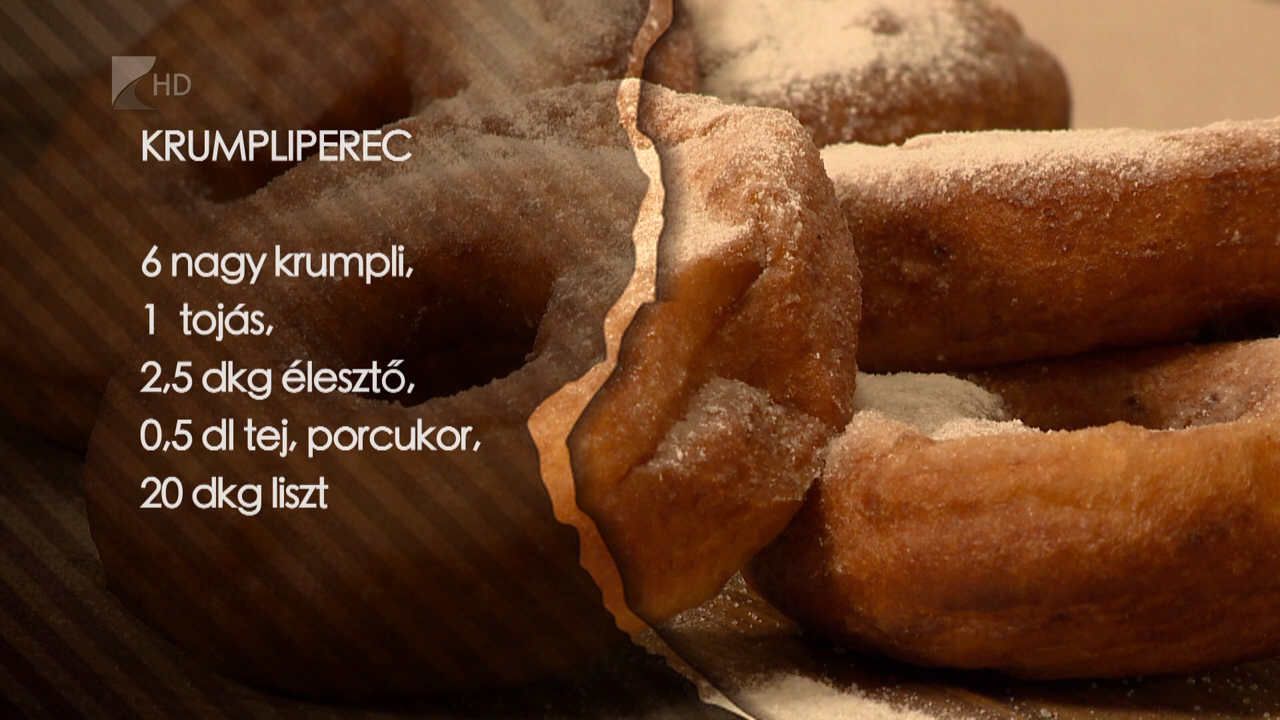 HD
KRUMPLIPEREC
6 nagy krumpli,
1 tojás,
2,5 dkg élesztő,
0,5 dl tej, porcukor,
20 dkg liszt